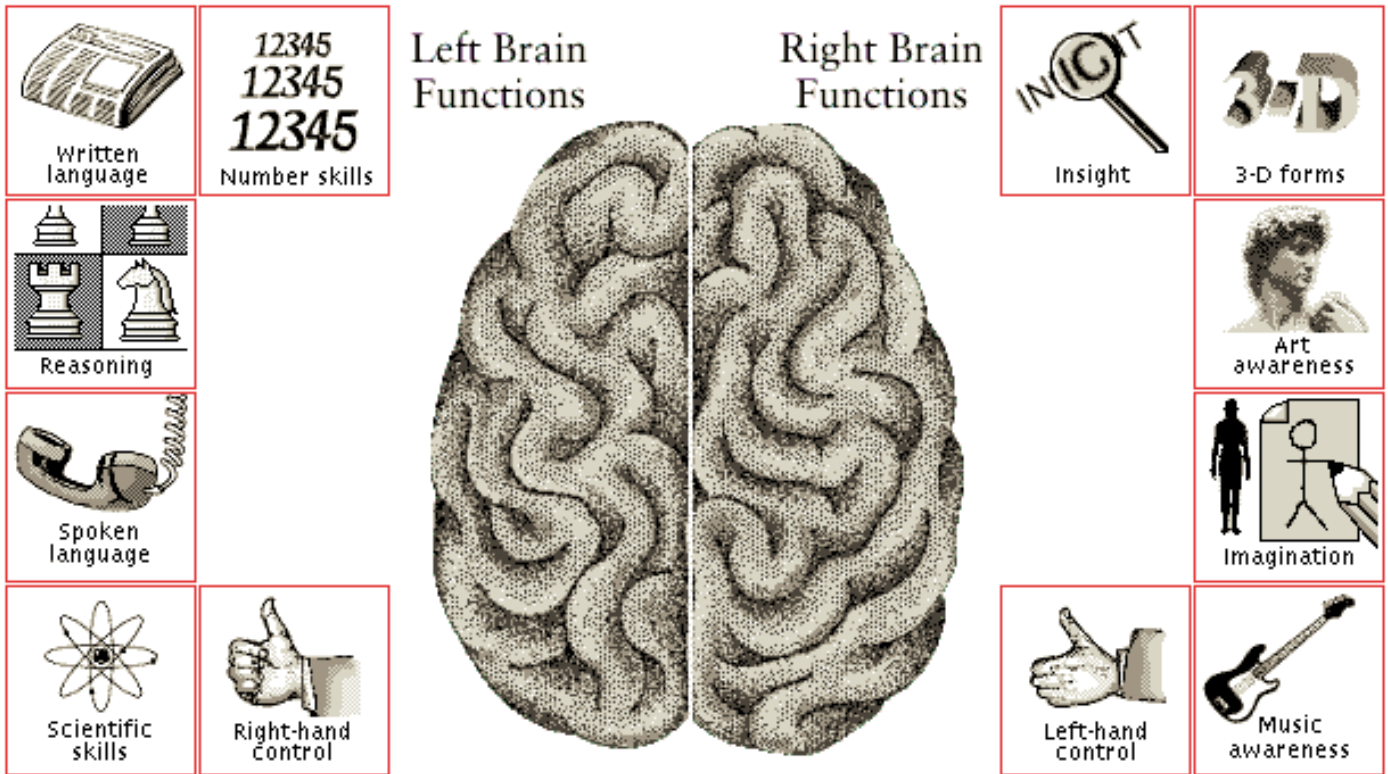 Left Brain
Functions
Right Brain
Functions
Written
language
12345
12345
12345
Number skills
Reasoning
Spoken
language
Scientific
skills
Right-hand
control
INSIGIT
Insight
3-D
3-D forms
Art
awareness
Imagination
Left-hand
control
Music
awareness